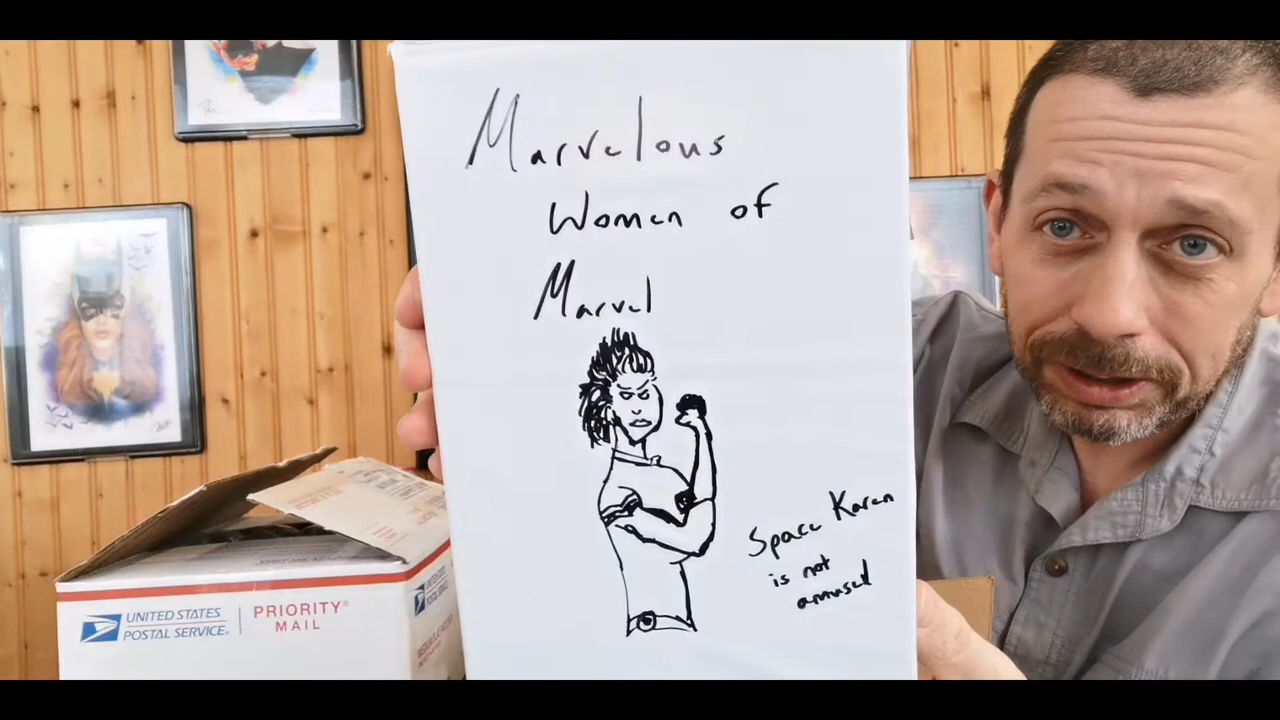 Marvelous
Women of
Marvel
Space Karen
is not
amused
UNITED STATES
POSTAL SERVICE®
PRIORITY®
MAIL